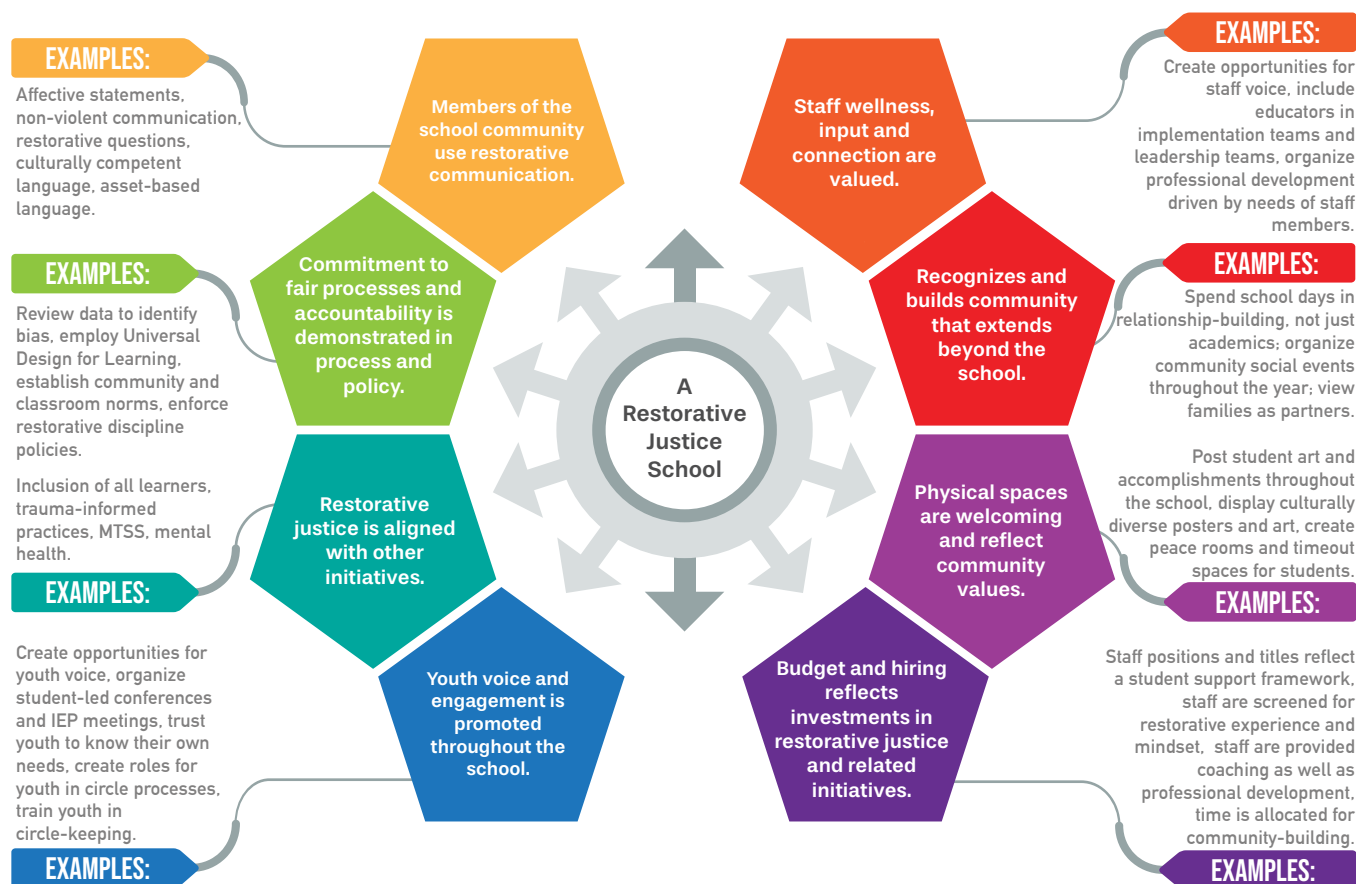 EXAMPLES:
Affective statements,
non-violent communication,
restorative questions,
culturally competent
language, asset-based
language.
Members of the
school community
use restorative
communication.
EXAMPLES:
Review data to identify
bias, employ Universal
Design for Learning,
establish community and
classroom norms, enforce
restorative discipline
policies.
Commitment to
fair processes and
accountability is
demonstrated in
process and
policy.
Inclusion of all learners,
trauma-informed
practices, MTSS, mental
health.
EXAMPLES:
Restorative
justice is aligned
with other
initiatives.
Create opportunities for
youth voice, organize
student-led conferences
and IEP meetings, trust
youth to know their own
needs, create roles for
youth in circle processes,
train youth in
circle-keeping.
EXAMPLES:
Youth voice and
engagement is
promoted
throughout the
school.
A
Restorative
Justice
School
Staff wellness,
input and
connection are
valued.
EXAMPLES:
Create opportunities for
staff voice, include
educators in
implementation teams and
leadership teams, organize
professional development
driven by needs of staff
members.
Recognizes and
builds community
that extends
beyond the
school.
EXAMPLES:
Spend school days in
relationship-building, not just
academics; organize
community social events
throughout the year; view
families as partners.
Physical spaces
are welcoming
and reflect
community
values.
Post student art and
accomplishments throughout
the school, display culturally
diverse posters and art, create
peace rooms and timeout
spaces for students.
EXAMPLES:
Budget and hiring
reflects
investments in
restorative justice
and related
initiatives.
Staff positions and titles reflect
a student support framework,
staff are screened for
restorative experience and
mindset, staff are provided
coaching as well as
professional development,
time is allocated for
community-building.
EXAMPLES: